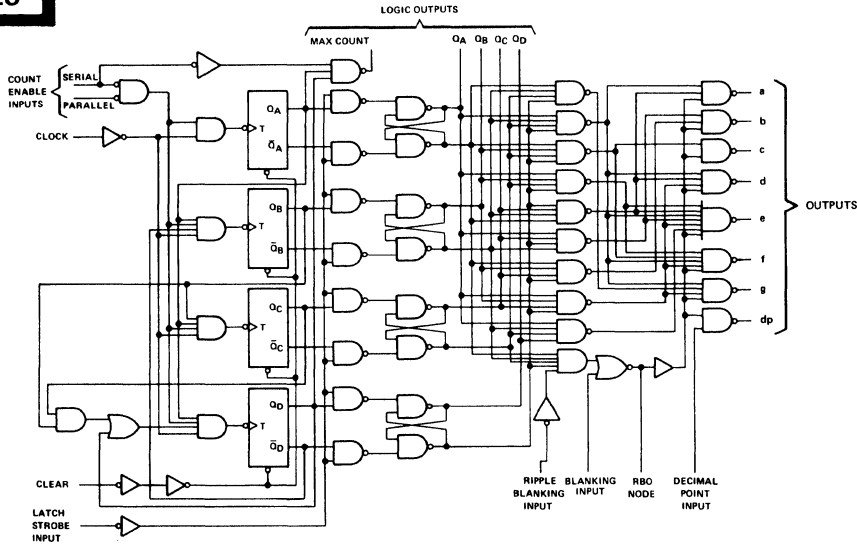 LOGIC OUTPUTS
MAX COUNT
QA QB QC QD
COUNT
ENABLE
INPUTS
SERIAL
PARALLEL
CLOCK
QA
T
Q̅A
QB
T
Q̅B
QC
T
Q̅C
QD
T
Q̅D
CLEAR
LATCH
STROBE
INPUT
a
b
c
d
e
f
g
dp
OUTPUTS
RIPPLE
BLANKING
INPUT
BLANKING
INPUT
RBO
NODE
DECIMAL
POINT
INPUT